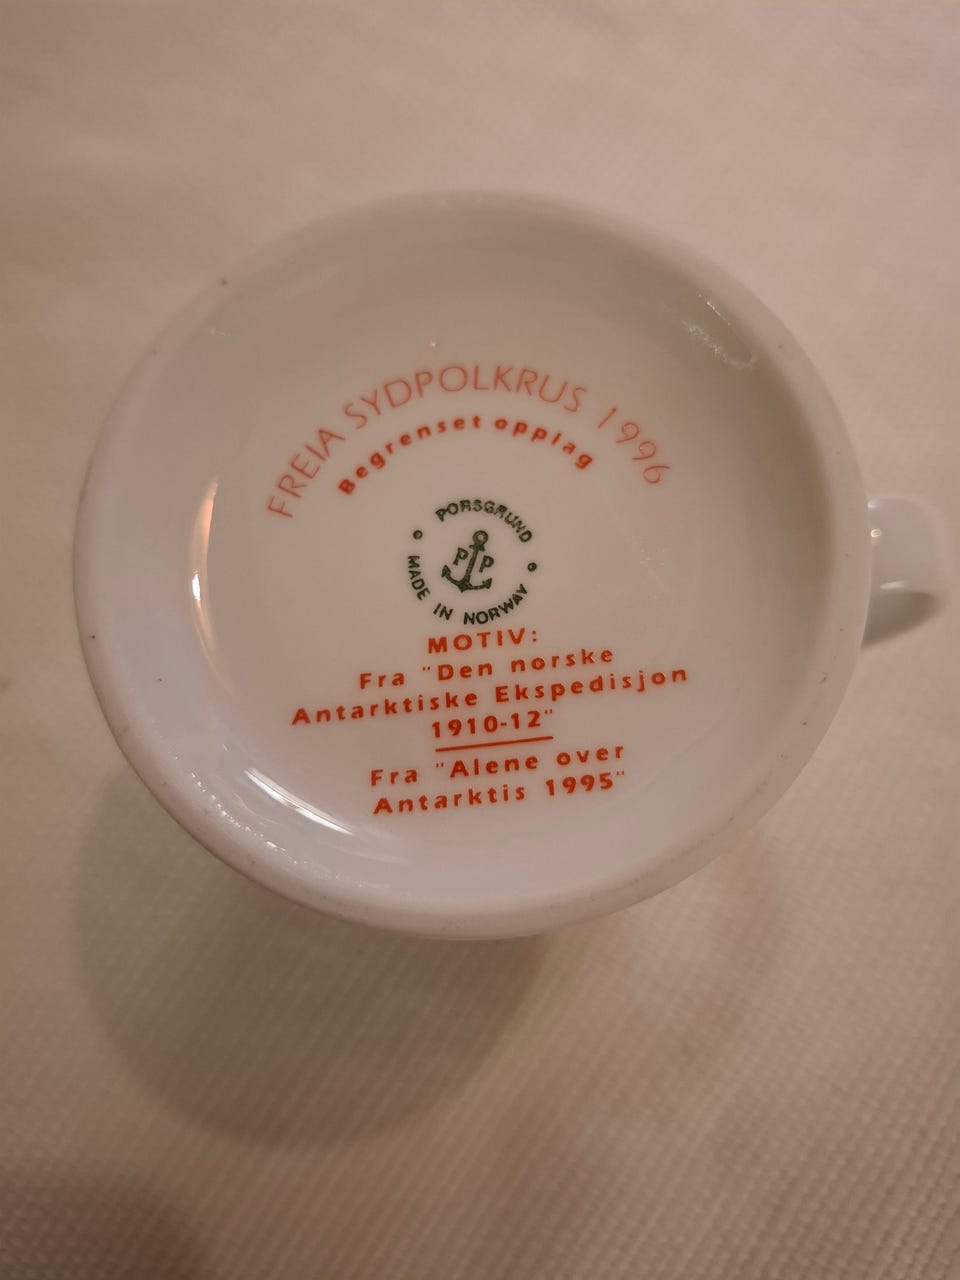 FREIA SYDPOLKRUS 1996
Begrenset opplag
PORSGRUND
PP
MADE IN NORWAY
MOTIV:
Fra "Den norske
Antarktiske Ekspedisjon
1910-12"
Fra "Alene over
Antarktis 1995"